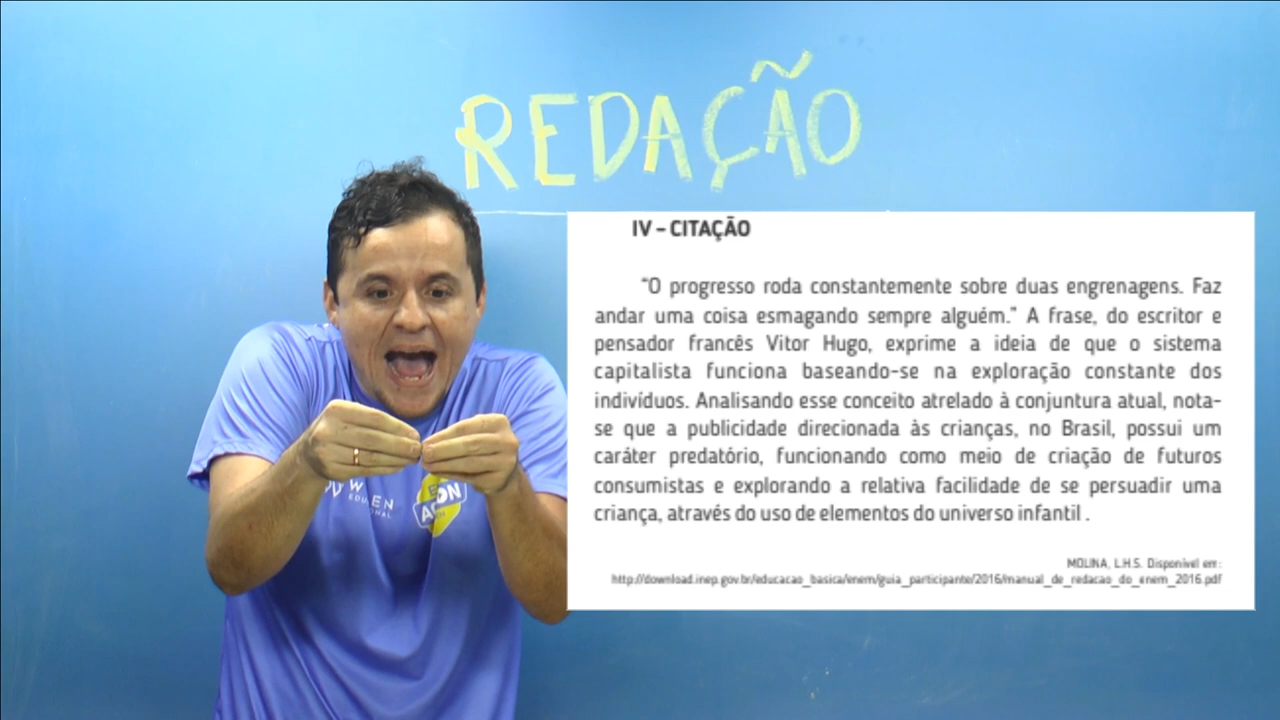 REDAÇÃO
IV – CITAÇÃO
“O progresso roda constantemente sobre duas engrenagens. Faz
andar uma coisa esmagando sempre alguém.” A frase, do escritor e
pensador francês Vitor Hugo, exprime a ideia de que o sistema
capitalista funciona baseando-se na exploração constante dos
indivíduos. Analisando esse conceito atrelado à conjuntura atual, nota-
se que a publicidade direcionada às crianças, no Brasil, possui um
caráter predatório, funcionando como meio de criação de futuros
consumistas e explorando a relativa facilidade de se persuadir uma
criança, através do uso de elementos do universo infantil .
MOLINA, L.H.S. Disponível em:
http://download.inep.gov.br/educacao_basica/enem/guia_participante/2016/manual_de_redacao_do_enem_2016.pdf